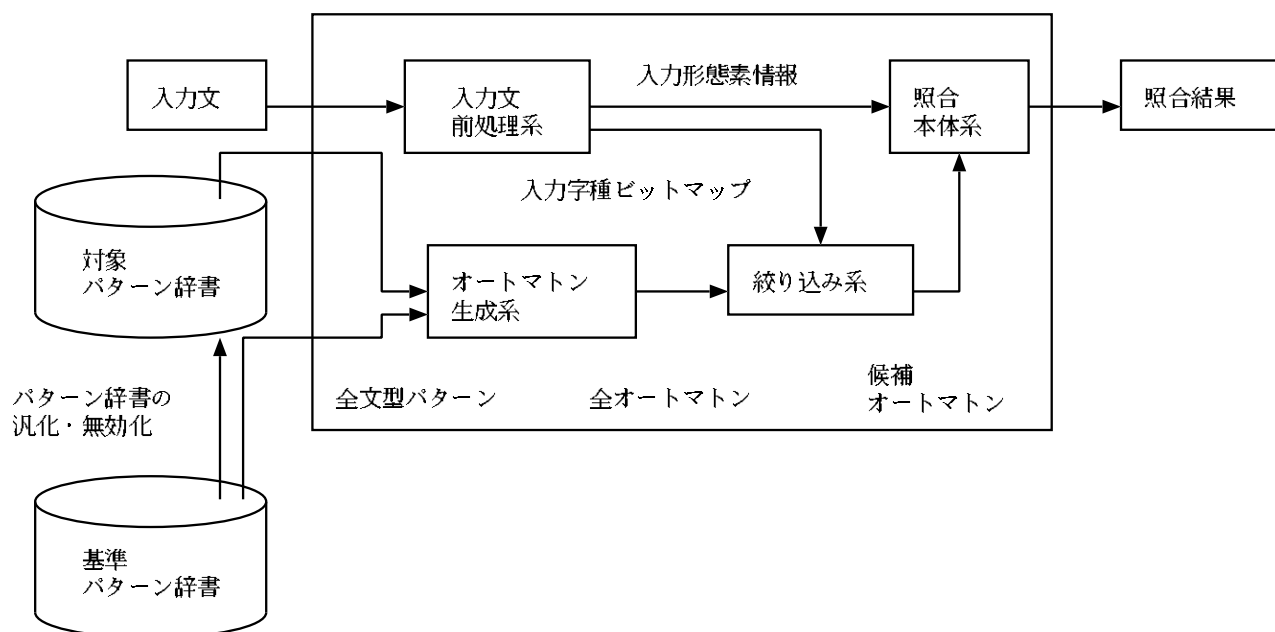 入力文
入力文
前処理系
入力形態素情報
照合
本体系
照合結果
入力字種ビットマップ
対象
パターン辞書
オートマトン
生成系
絞り込み系
パターン辞書の
汎化・無効化
全文型パターン
全オートマトン
候補
オートマトン
基準
パターン辞書